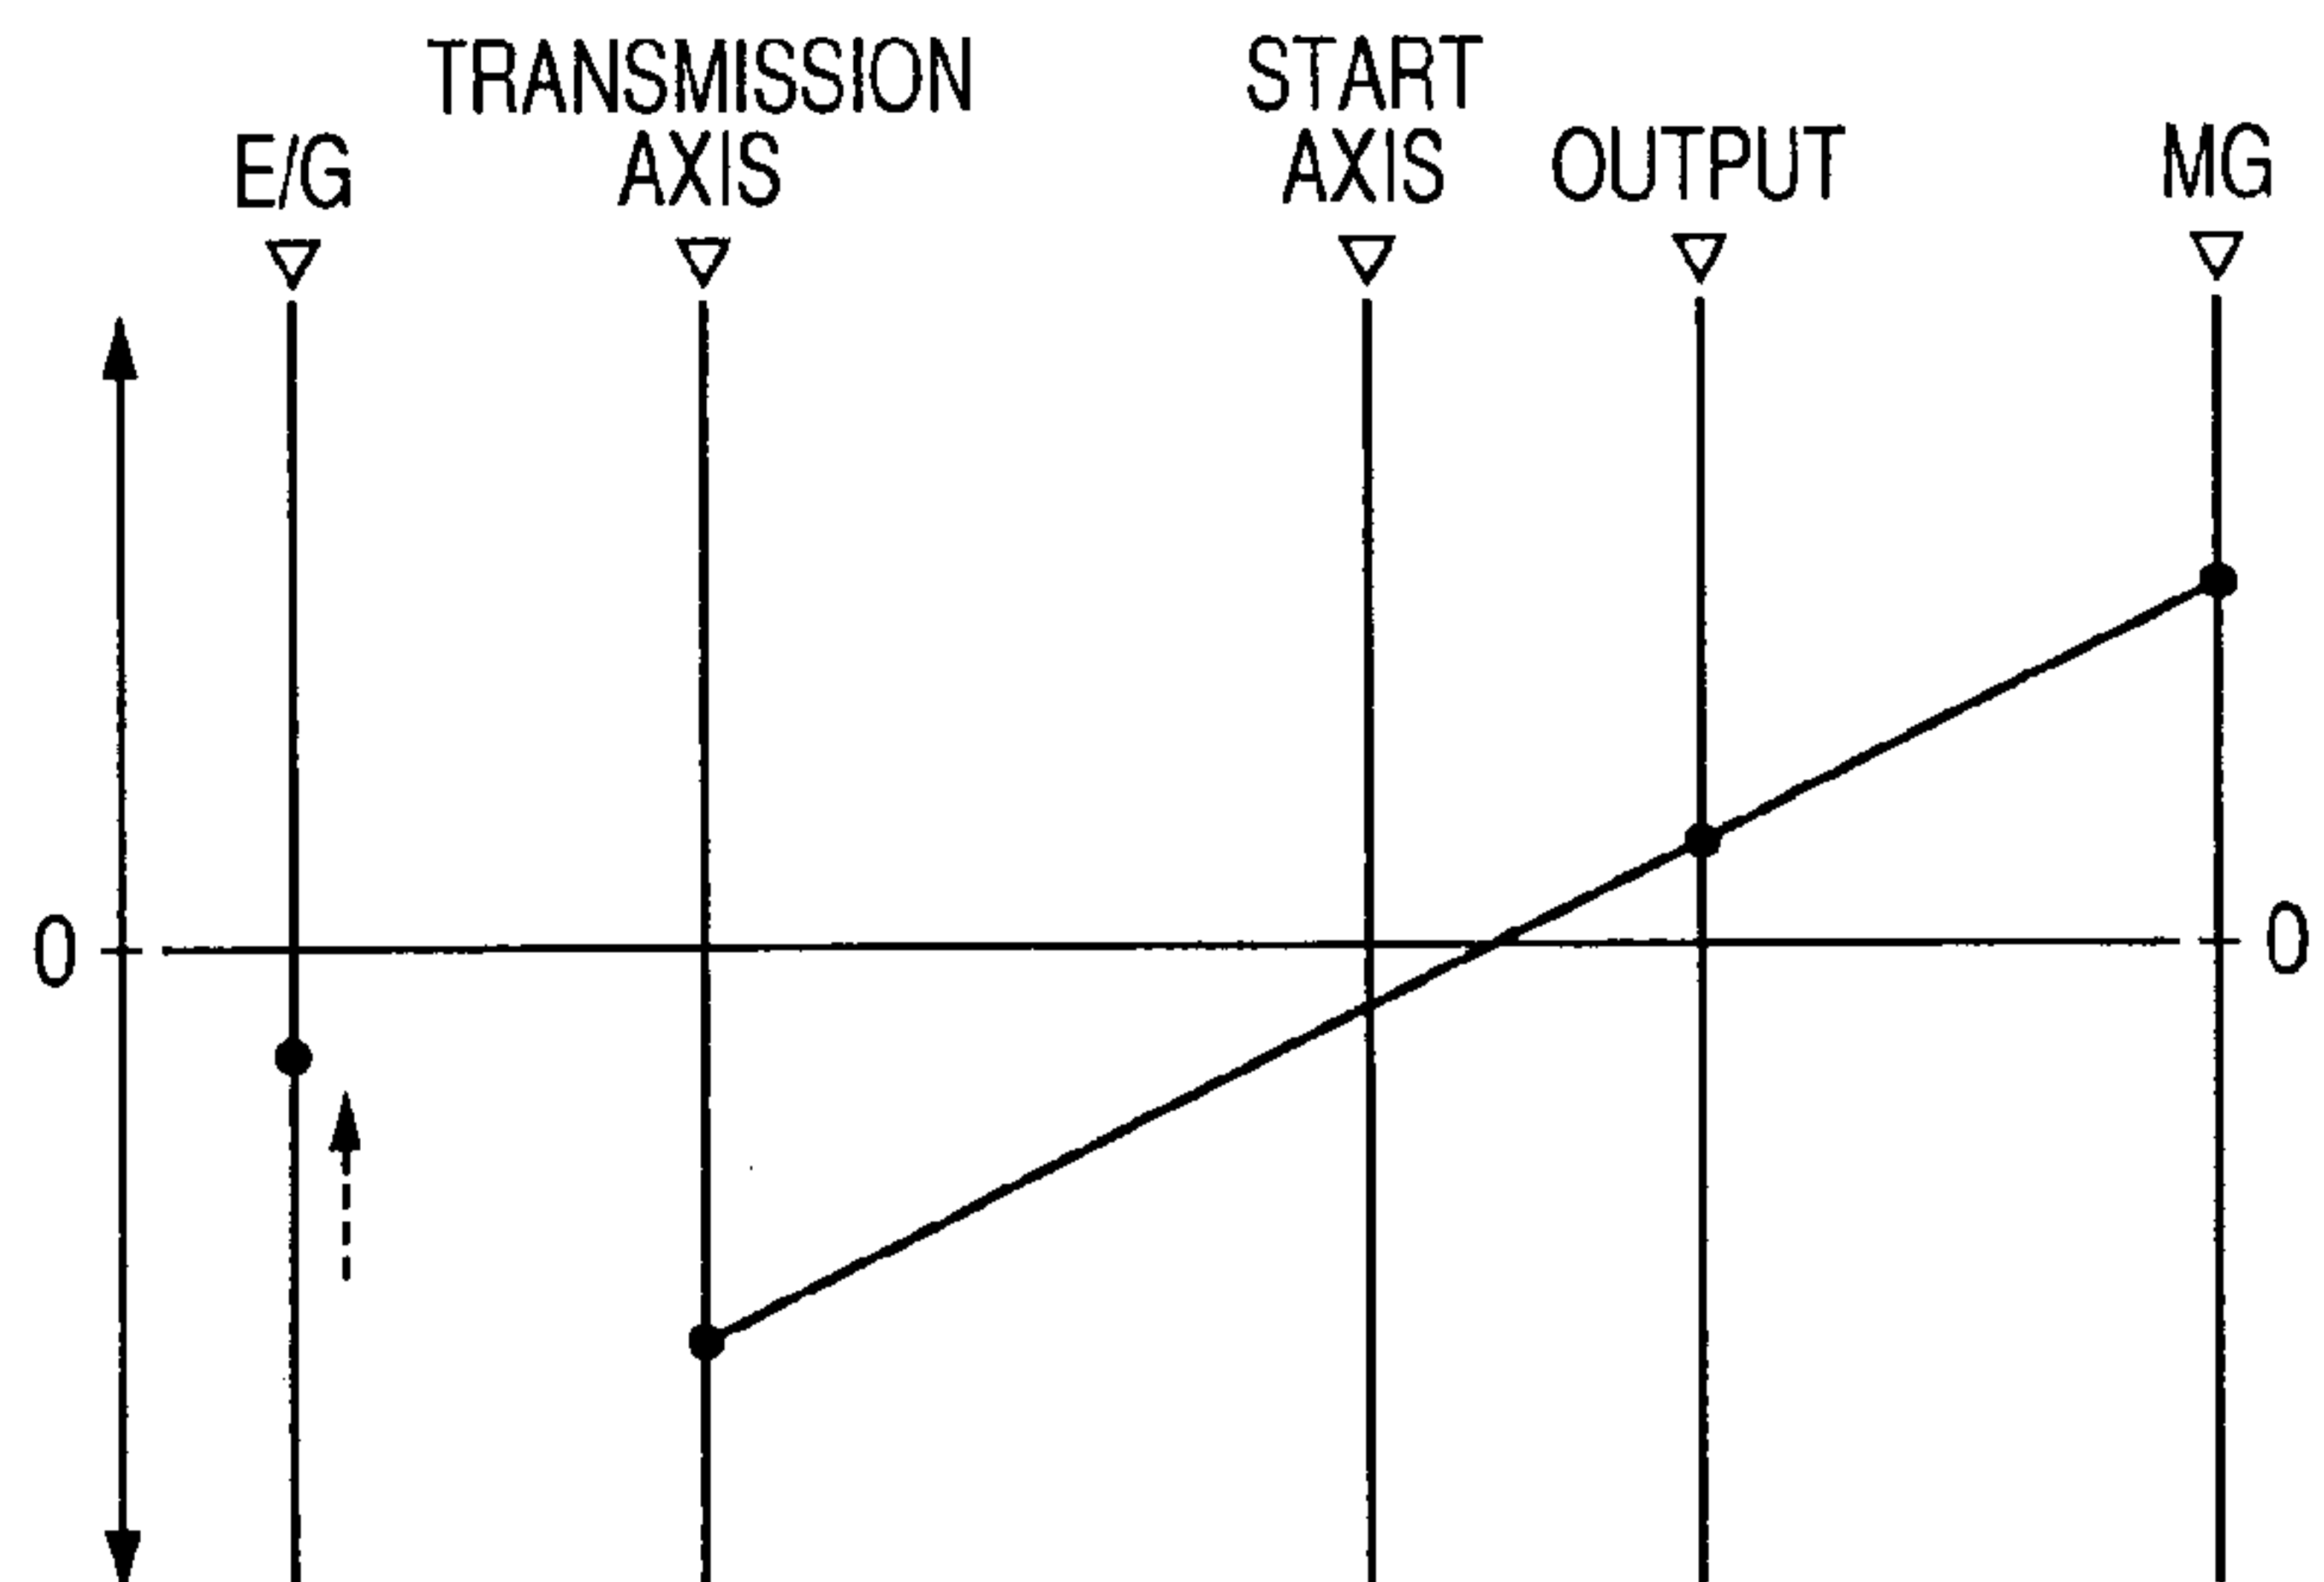 TRANSMISSION
AXIS
START
AXIS
E/G
OUTPUT
MG
0
0